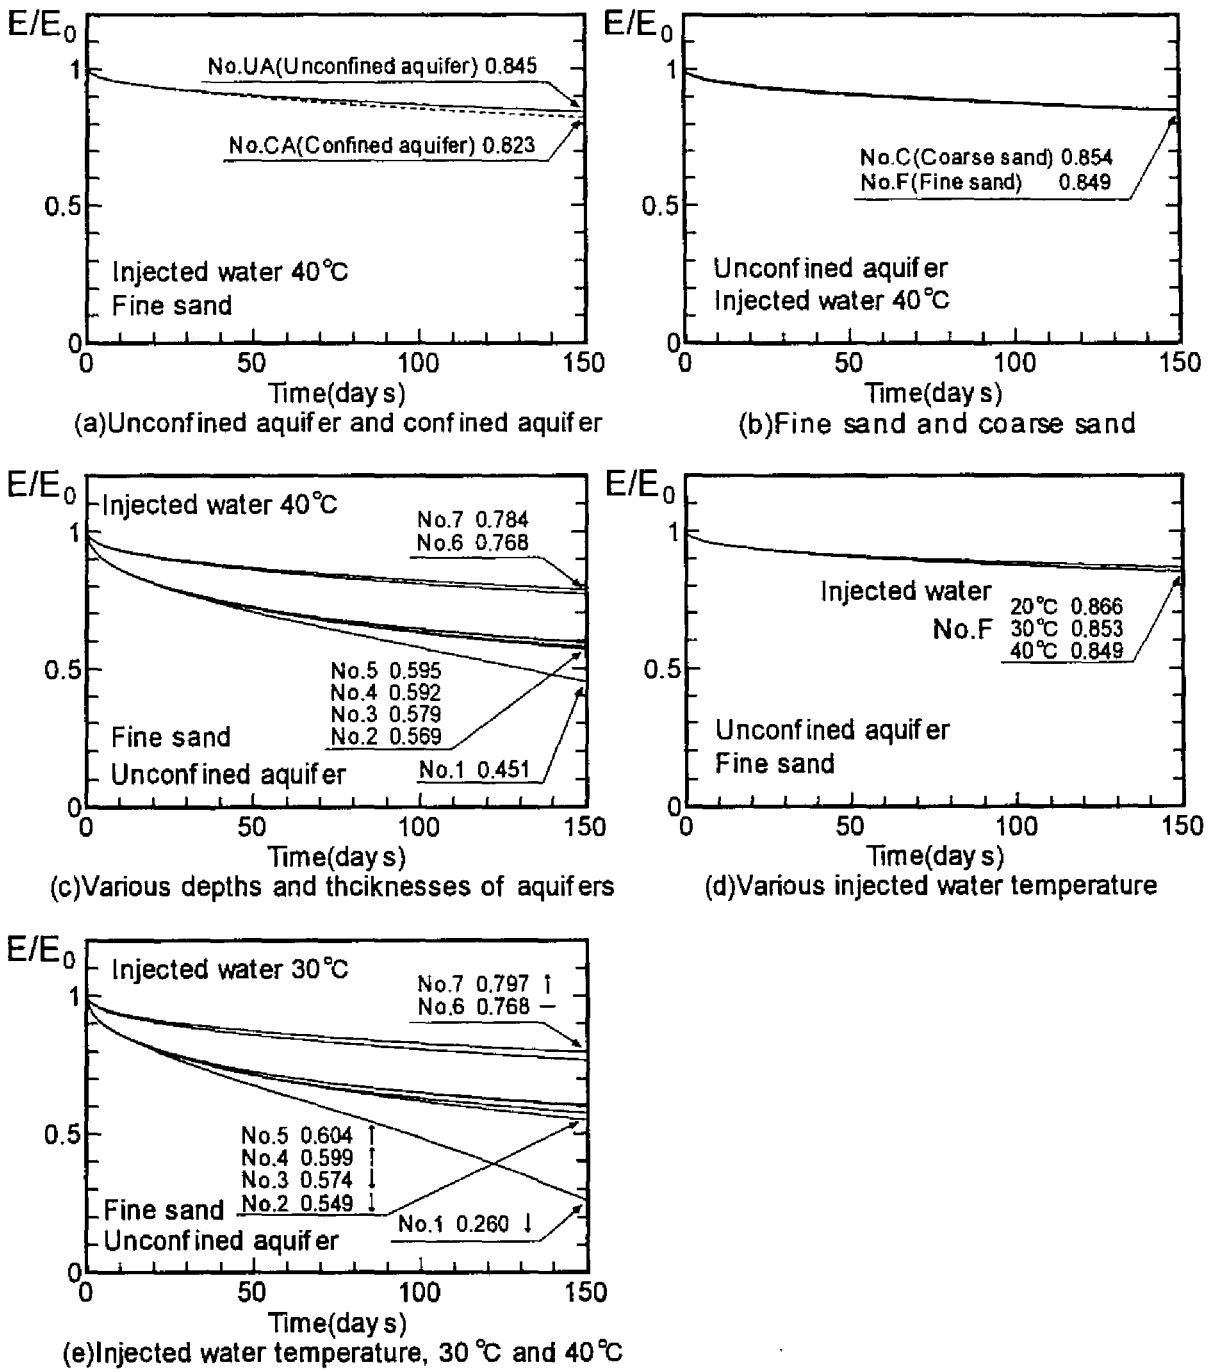 E/E0
1
0.5
0
No.UA(Unconfined aquifer) 0.845
No.CA(Confined aquifer) 0.823
Injected water 40℃
Fine sand
0 50 100 150
Time(days)
(a)Unconfined aquifer and confined aquifer
E/E0
1
0.5
0
No.C(Coarse sand) 0.854
No.F(Fine sand) 0.849
Unconfined aquifer
Injected water 40℃
0 50 100 150
Time(days)
(b)Fine sand and coarse sand
E/E0
1
0.5
0
Injected water 40℃
No.7 0.784
No.6 0.768
No.5 0.595
No.4 0.592
No.3 0.579
No.2 0.569
No.1 0.451
Fine sand
Unconfined aquifer
0 50 100 150
Time(days)
(c)Various depths and thciknesses of aquifers
E/E0
1
0.5
0
Injected water
No.F
20℃ 0.866
30℃ 0.853
40℃ 0.849
Unconfined aquifer
Fine sand
0 50 100 150
Time(days)
(d)Various injected water temperature
E/E0
1
0.5
0
Injected water 30℃
No.7 0.797 ↑
No.6 0.768 –
No.5 0.604 ↑
No.4 0.599 ↑
No.3 0.574 ↓
No.2 0.549 ↓
No.1 0.260 ↓
Fine sand
Unconfined aquifer
0 50 100 150
Time(days)
(e)Injected water temperature, 30℃ and 40℃